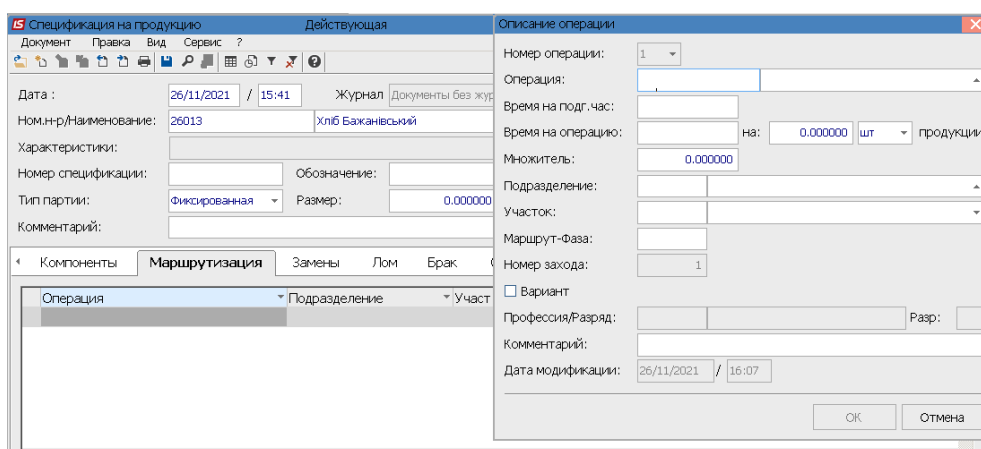 Спецификация на продукцию Действующая
Документ Правка Вид Сервис ?
Дата : 26/11/2021 / 15:41 Журнал Документы без жур
Ном.н-р/Наименование: 26013 Хліб Бажанівський
Характеристики:
Номер спецификации: Обозначение:
Тип партии: Фиксированная Размер: 0.000000
Комментарий:
Компоненты Маршрутизация Замены Лом Брак
Операция Подразделение Участ
Описание операции
Номер операции: 1
Операция:
Время на подг.час:
Время на операцию: на: 0.000000 шт продукции
Множитель: 0.000000
Подразделение:
Участок:
Маршрут-Фаза:
Номер захода: 1
Вариант
Профессия/Разряд: Разр:
Комментарий:
Дата модификации: 26/11/2021 / 16:07
OK Отмена